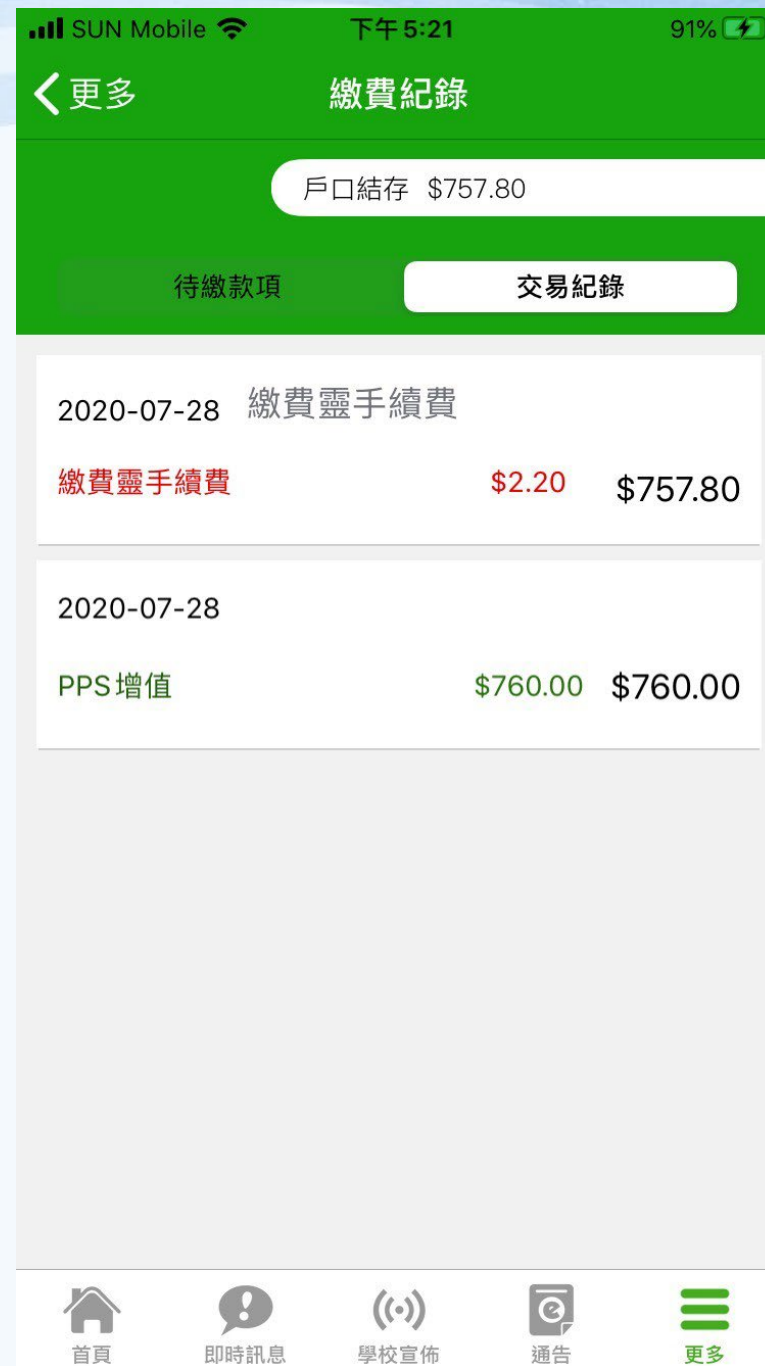 SUN Mobile 下午5:21 91%
更多 繳費紀錄
戶口結存 $757.80
待繳款項 交易紀錄
2020-07-28 繳費靈手續費
繳費靈手續費 $2.20 $757.80
2020-07-28
PPS增值 $760.00 $760.00
首頁 即時訊息 學校宣佈 通告 更多